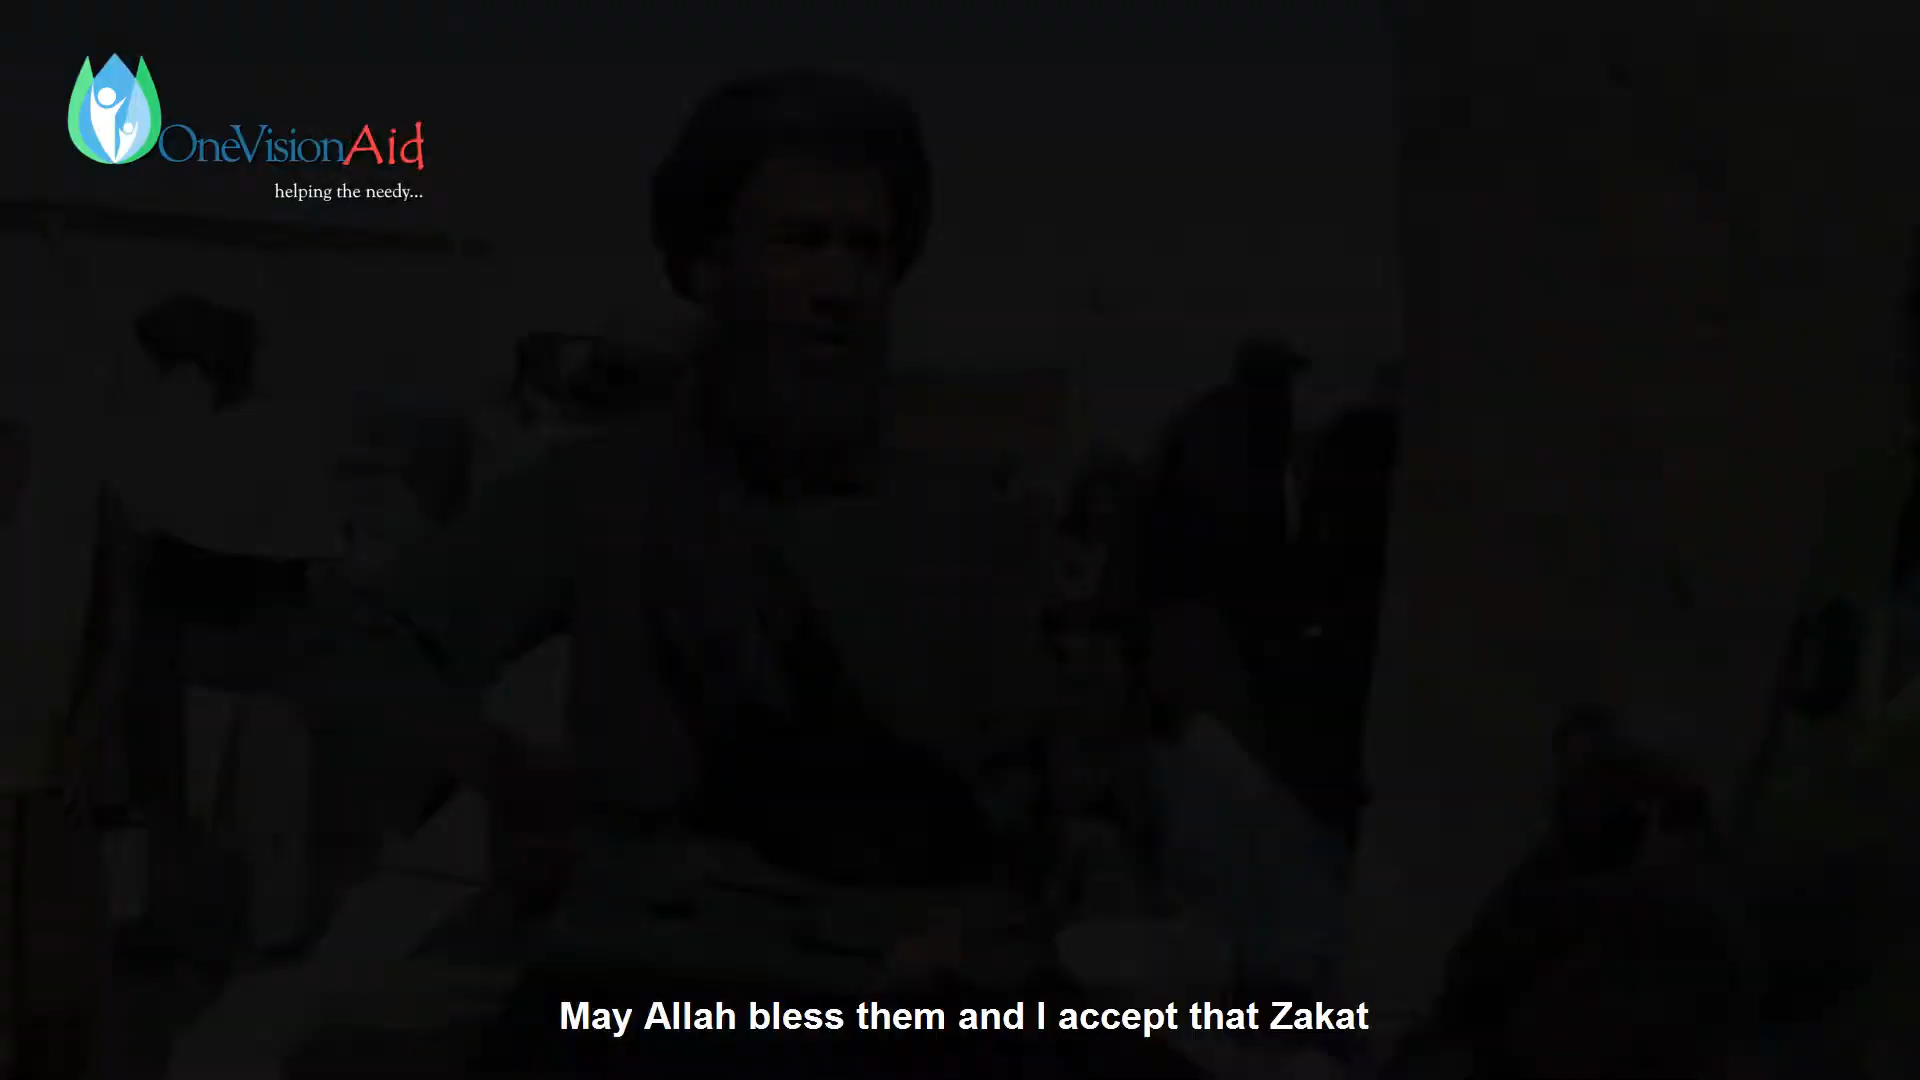 OneVisionAid
helping the needy...
May Allah bless them and I accept that Zakat